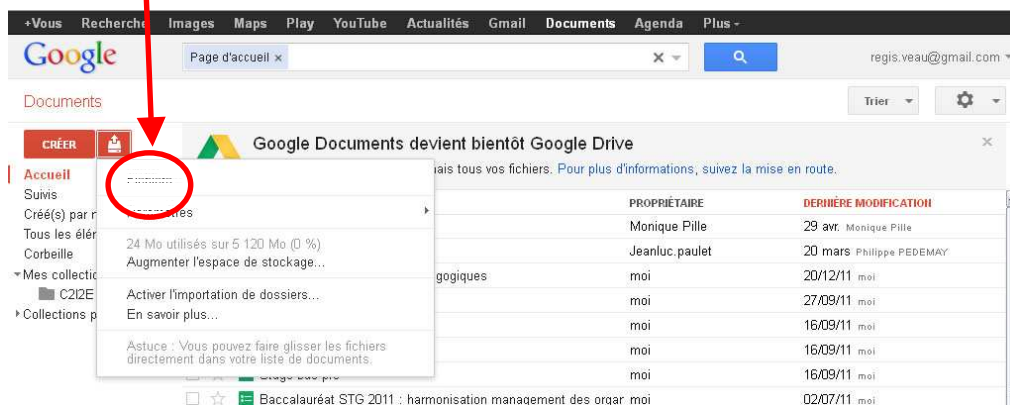 +Vous Recherche Images Maps Play YouTube Actualités Gmail Documents Agenda Plus
Google
Page d'accueil ×
regis.veau@gmail.com
Documents
Trier
CRÉER
Google Documents devient bientôt Google Drive
tous vos fichiers. Pour plus d'informations, suivez la mise en route.
Accueil
Suivis
Créé(s) par
Tous les
Corbeille
Mes
C2I2E
Collections
Paramètres
24 Mo utilisés sur 5 120 Mo (0 %)
Augmenter l'espace de stockage...
Activer l'importation de dossiers...
En savoir plus...
Astuce : Vous pouvez faire glisser les fichiers
directement dans votre liste de documents.
PROPRIÉTAIRE DERNIÈRE MODIFICATION
Monique Pille 29 avr. Monique Pille
Jeanluc.paulet 20 mars Philippe PEDEMAY
gogiques moi 20/12/11 moi
moi 27/09/11 moi
moi 16/09/11 moi
moi 16/09/11 moi
moi 16/09/11 moi
Baccalauréat STG 2011 : harmonisation management des organ moi 02/07/11 moi